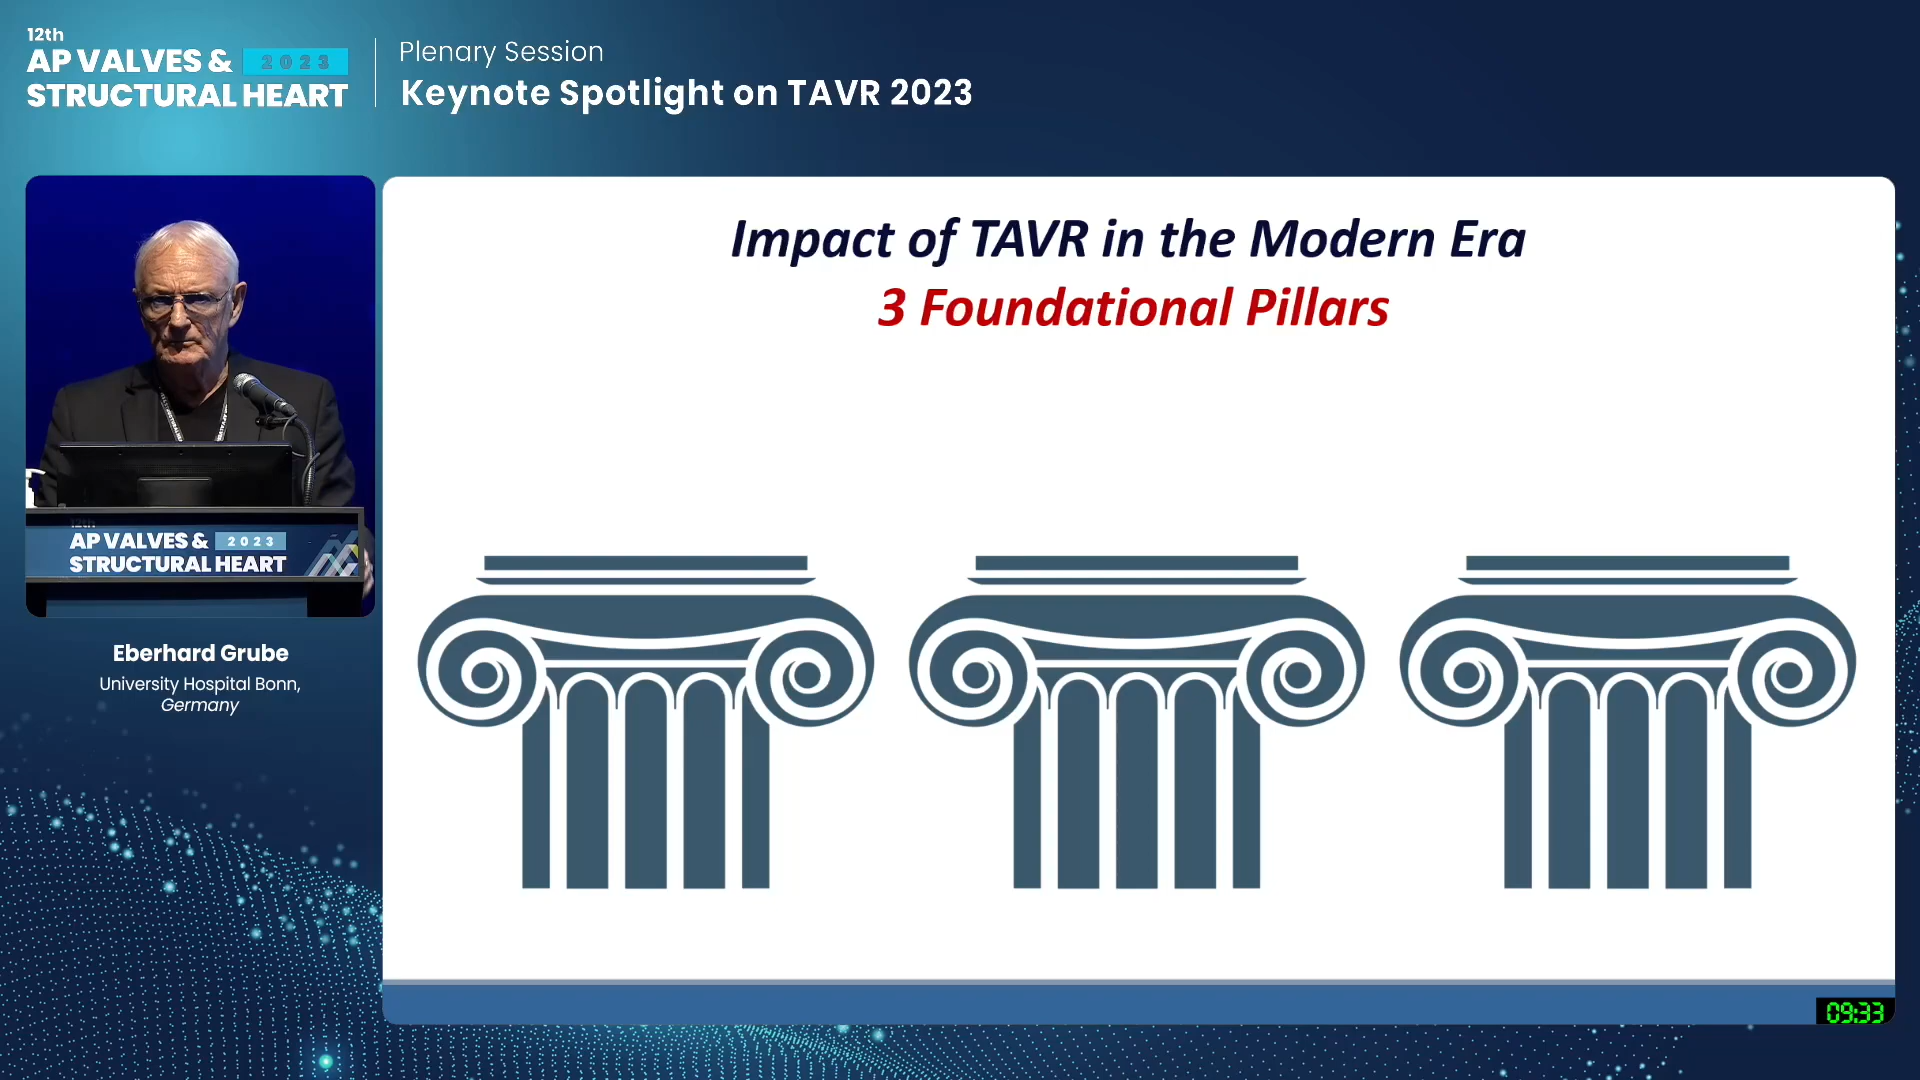 12th
AP VALVES & 2023
STRUCTURAL HEART
Plenary Session
Keynote Spotlight on TAVR 2023
Impact of TAVR in the Modern Era
3 Foundational Pillars
12th
AP VALVES & 2023
STRUCTURAL HEART
Eberhard Grube
University Hospital Bonn,
Germany
09:33